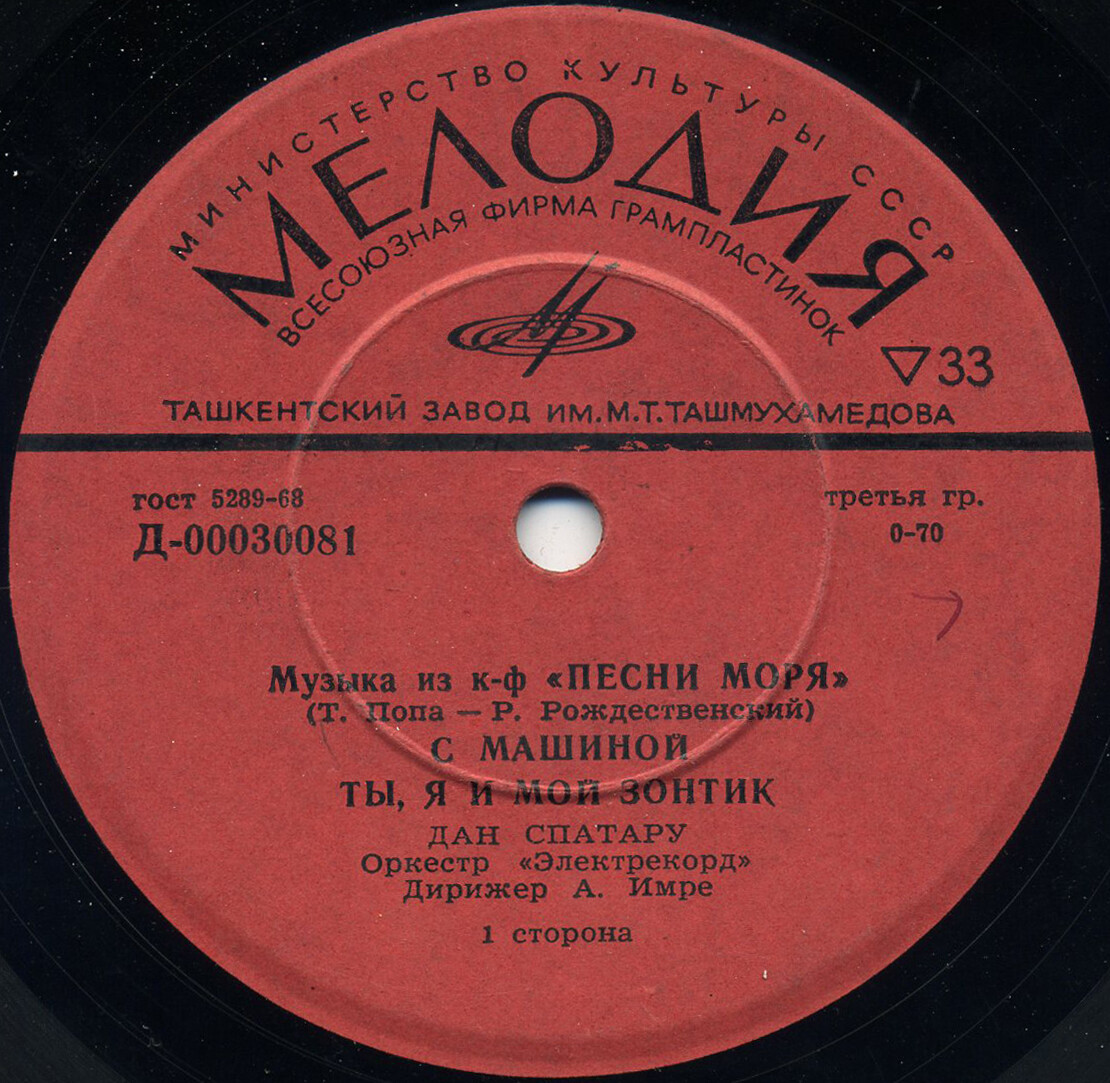 МИНИСТЕРСТВО КУЛЬТУРЫ СССР
МЕЛОДИЯ
ВСЕСОЮЗНАЯ ФИРМА ГРАМПЛАСТИНОК
▽33
ТАШКЕНТСКИЙ ЗАВОД ИМ.М.Т.ТАШМУХАМЕДОВА
гост 5289-68
третья гр.
Д-00030081
0-70
Музыка из к-ф «ПЕСНИ МОРЯ»
(Т. Попа — Р. Рождественский)
С МАШИНОЙ
ТЫ, Я И МОЙ ЗОНТИК
ДАН СПАТАРУ
Оркестр «Электрекорд»
Дирижер А. Имре
1 сторона